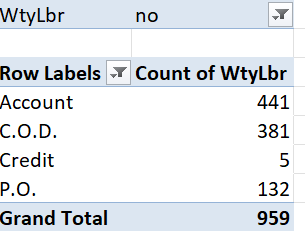 WtyLbr no
Row Labels Count of WtyLbr
Account 441
C.O.D. 381
Credit 5
P.O. 132
Grand Total 959